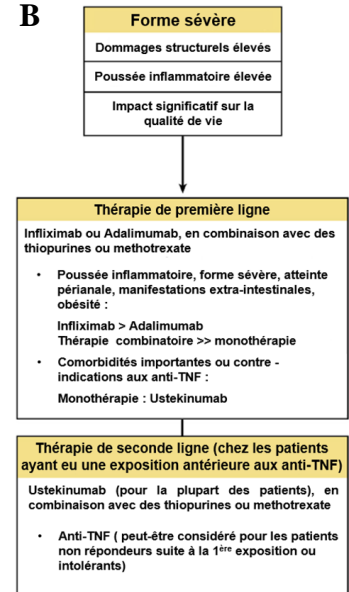 B
Forme sévère
Dommages structurels élevés
Poussée inflammatoire élevée
Impact significatif sur la
qualité de vie
Thérapie de première ligne
Infliximab ou Adalimumab, en combinaison avec des
thiopurines ou methotrexate
• Poussée inflammatoire, forme sévère, atteinte
périanale, manifestations extra-intestinales,
obésité :
Infliximab > Adalimumab
Thérapie combinatoire >> monothérapie
• Comorbidités importantes ou contre -
indications aux anti-TNF :
Monothérapie : Ustekinumab
Thérapie de seconde ligne (chez les patients
ayant eu une exposition antérieure aux anti-TNF)
Ustekinumab (pour la plupart des patients), en
combinaison avec des thiopurines ou methotrexate
• Anti-TNF ( peut-être considéré pour les patients
non répondeurs suite à la 1ère exposition ou
intolérants)